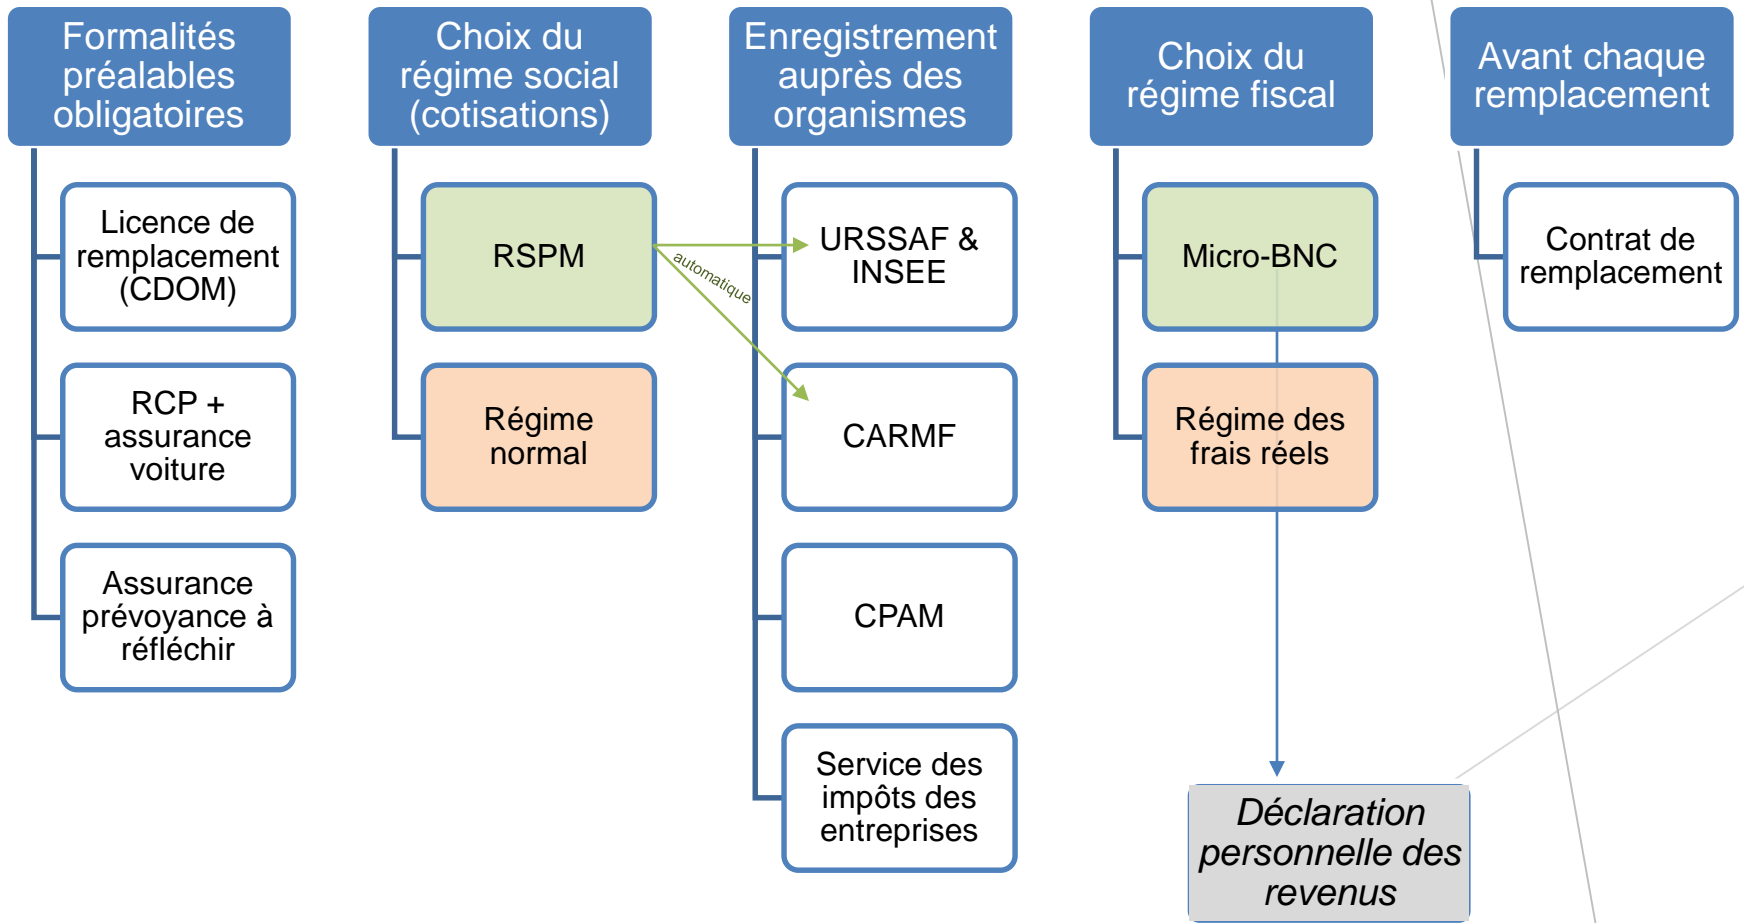 Formalités
préalables
obligatoires
Licence de
remplacement
(CDOM)
RCP +
assurance
voiture
Assurance
prévoyance à
réfléchir
Choix du
régime social
(cotisations)
RSPM
automatique
Régime
normal
Enregistrement
auprès des
organismes
URSSAF &
INSEE
CARMF
CPAM
Service des
impôts des
entreprises
Choix du
régime fiscal
Micro-BNC
Régime des
frais réels
Déclaration
personnelle des
revenus
Avant chaque
remplacement
Contrat de
remplacement